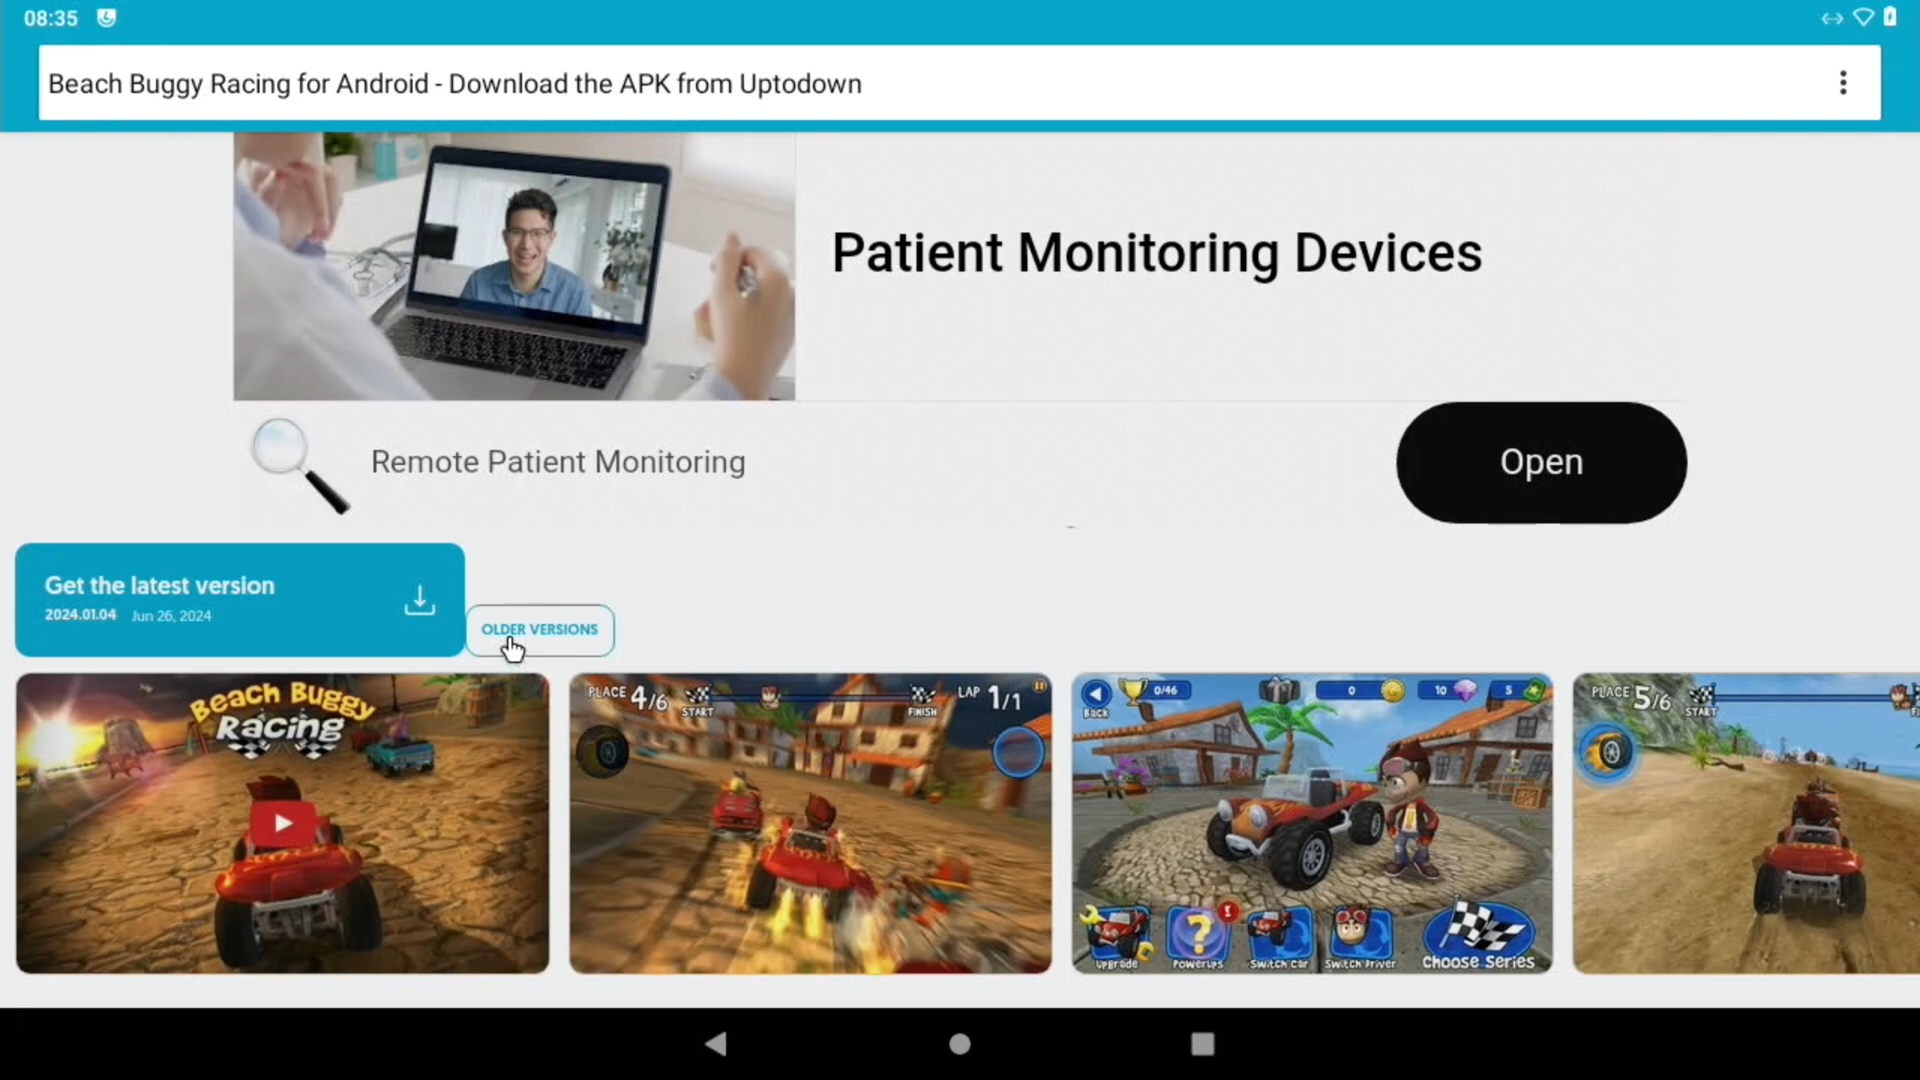 08:35
Beach Buggy Racing for Android - Download the APK from Uptodown
Patient Monitoring Devices
Remote Patient Monitoring
Open
Get the latest version
2024.01.04 Jun 26, 2024
OLDER VERSIONS
Beach Buggy
Racing
PLACE 4/6
START
FINISH
LAP 1/1
BACK
0/46
0
10
5
1
?
Upgrade
Powerups
Switch Car
Switch Driver
Choose Series
PLACE 5/6
START